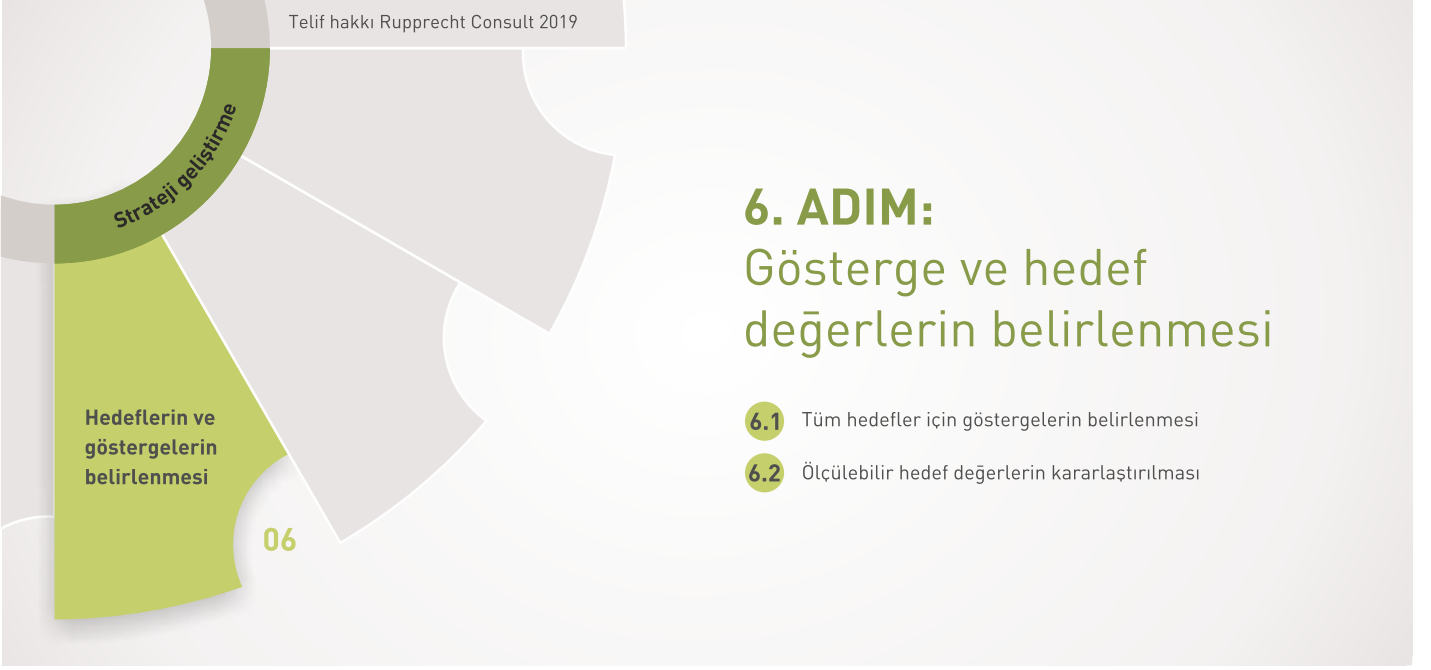 Telif hakkı Rupprecht Consult 2019
Strateji geliştirme
Hedeflerin ve
göstergelerin
belirlenmesi
06
6. ADIM:
Gösterge ve hedef
değerlerin belirlenmesi
6.1 Tüm hedefler için göstergelerin belirlenmesi
6.2 Ölçülebilir hedef değerlerin kararlaştırılması